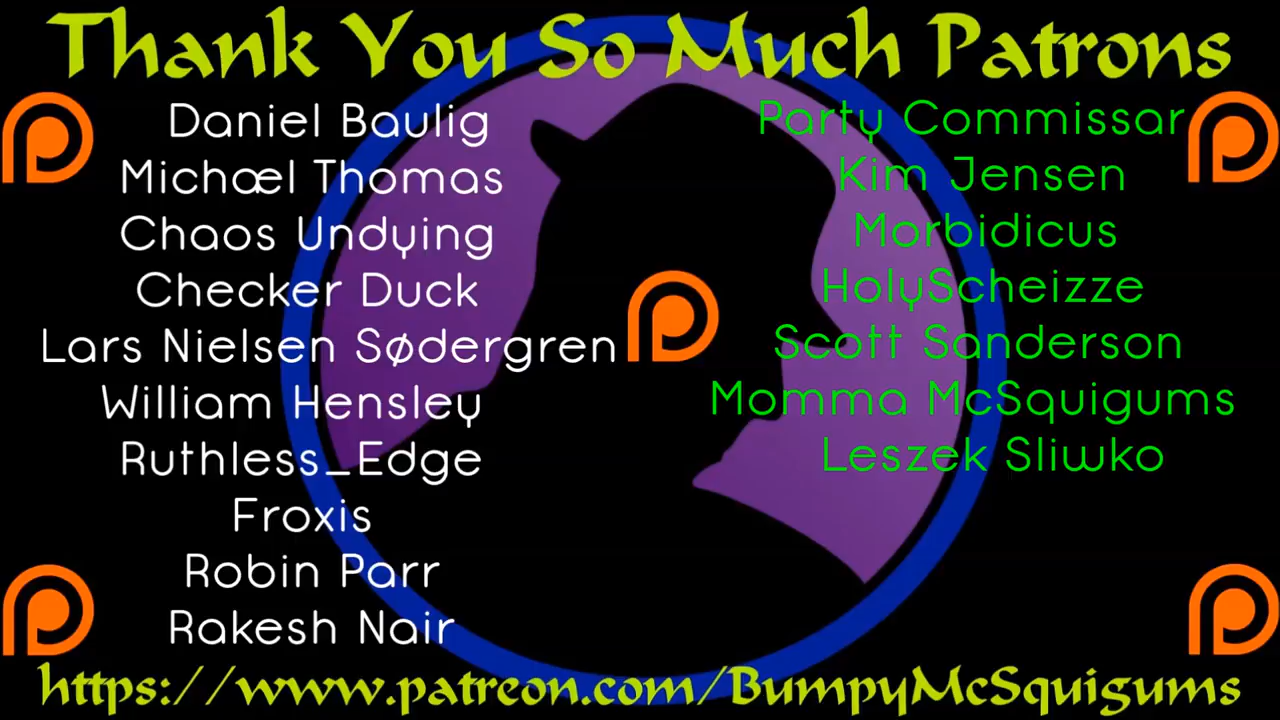 Thank You So Much Patrons
Daniel Baulig
Michael Thomas
Chaos Undying
Checker Duck
Lars Nielsen Sødergren
William Hensley
Ruthless_Edge
Froxis
Robin Parr
Rakesh Nair
Party Commissar
Kim Jensen
Morbidicus
HolyScheizze
Scott Sanderson
Momma McSquigums
Leszek Sliwko
https://www.patreon.com/BumpyMcSquigums